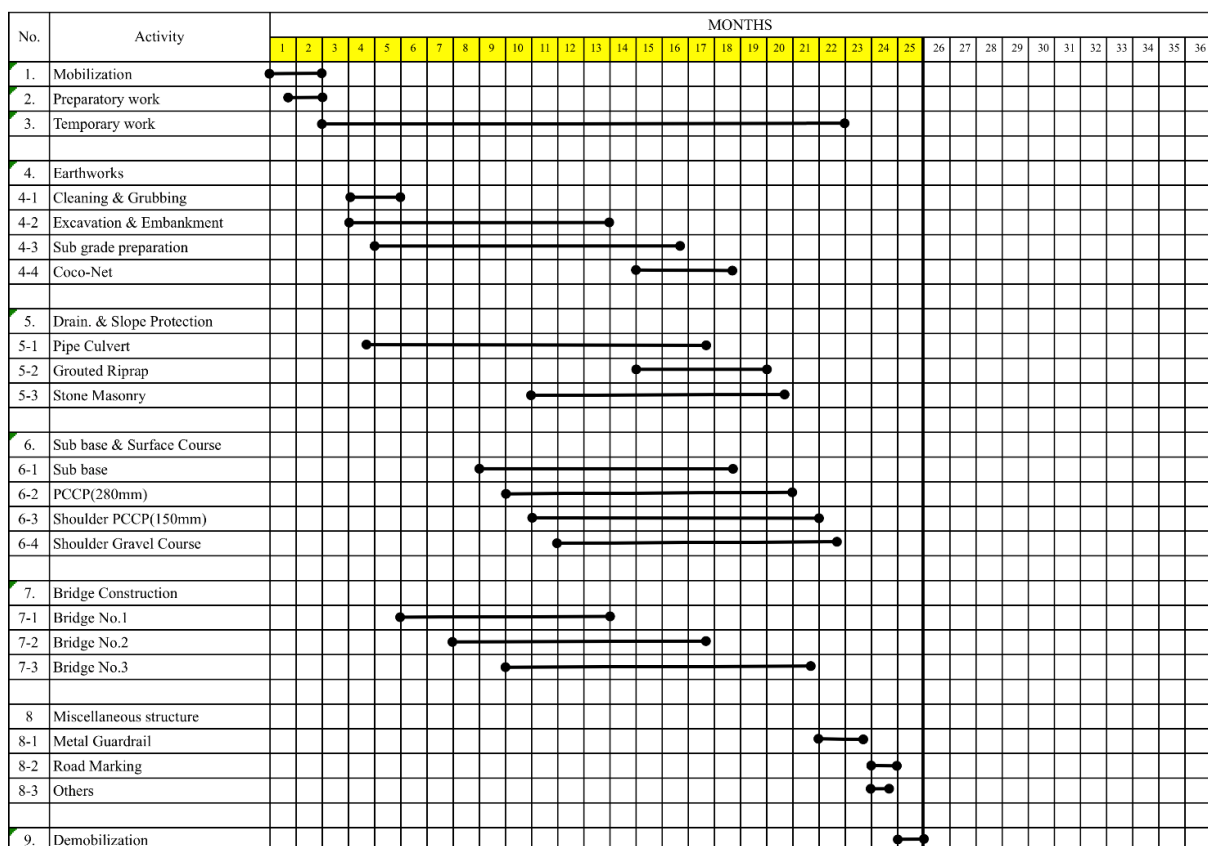 No. Activity MONTHS
1 2 3 4 5 6 7 8 9 10 11 12 13 14 15 16 17 18 19 20 21 22 23 24 25 26 27 28 29 30 31 32 33 34 35 36
1. Mobilization
2. Preparatory work
3. Temporary work
4. Earthworks
4-1 Cleaning & Grubbing
4-2 Excavation & Embankment
4-3 Sub grade preparation
4-4 Coco-Net
5. Drain. & Slope Protection
5-1 Pipe Culvert
5-2 Grouted Riprap
5-3 Stone Masonry
6. Sub base & Surface Course
6-1 Sub base
6-2 PCCP(280mm)
6-3 Shoulder PCCP(150mm)
6-4 Shoulder Gravel Course
7. Bridge Construction
7-1 Bridge No.1
7-2 Bridge No.2
7-3 Bridge No.3
8 Miscellaneous structure
8-1 Metal Guardrail
8-2 Road Marking
8-3 Others
9. Demobilization